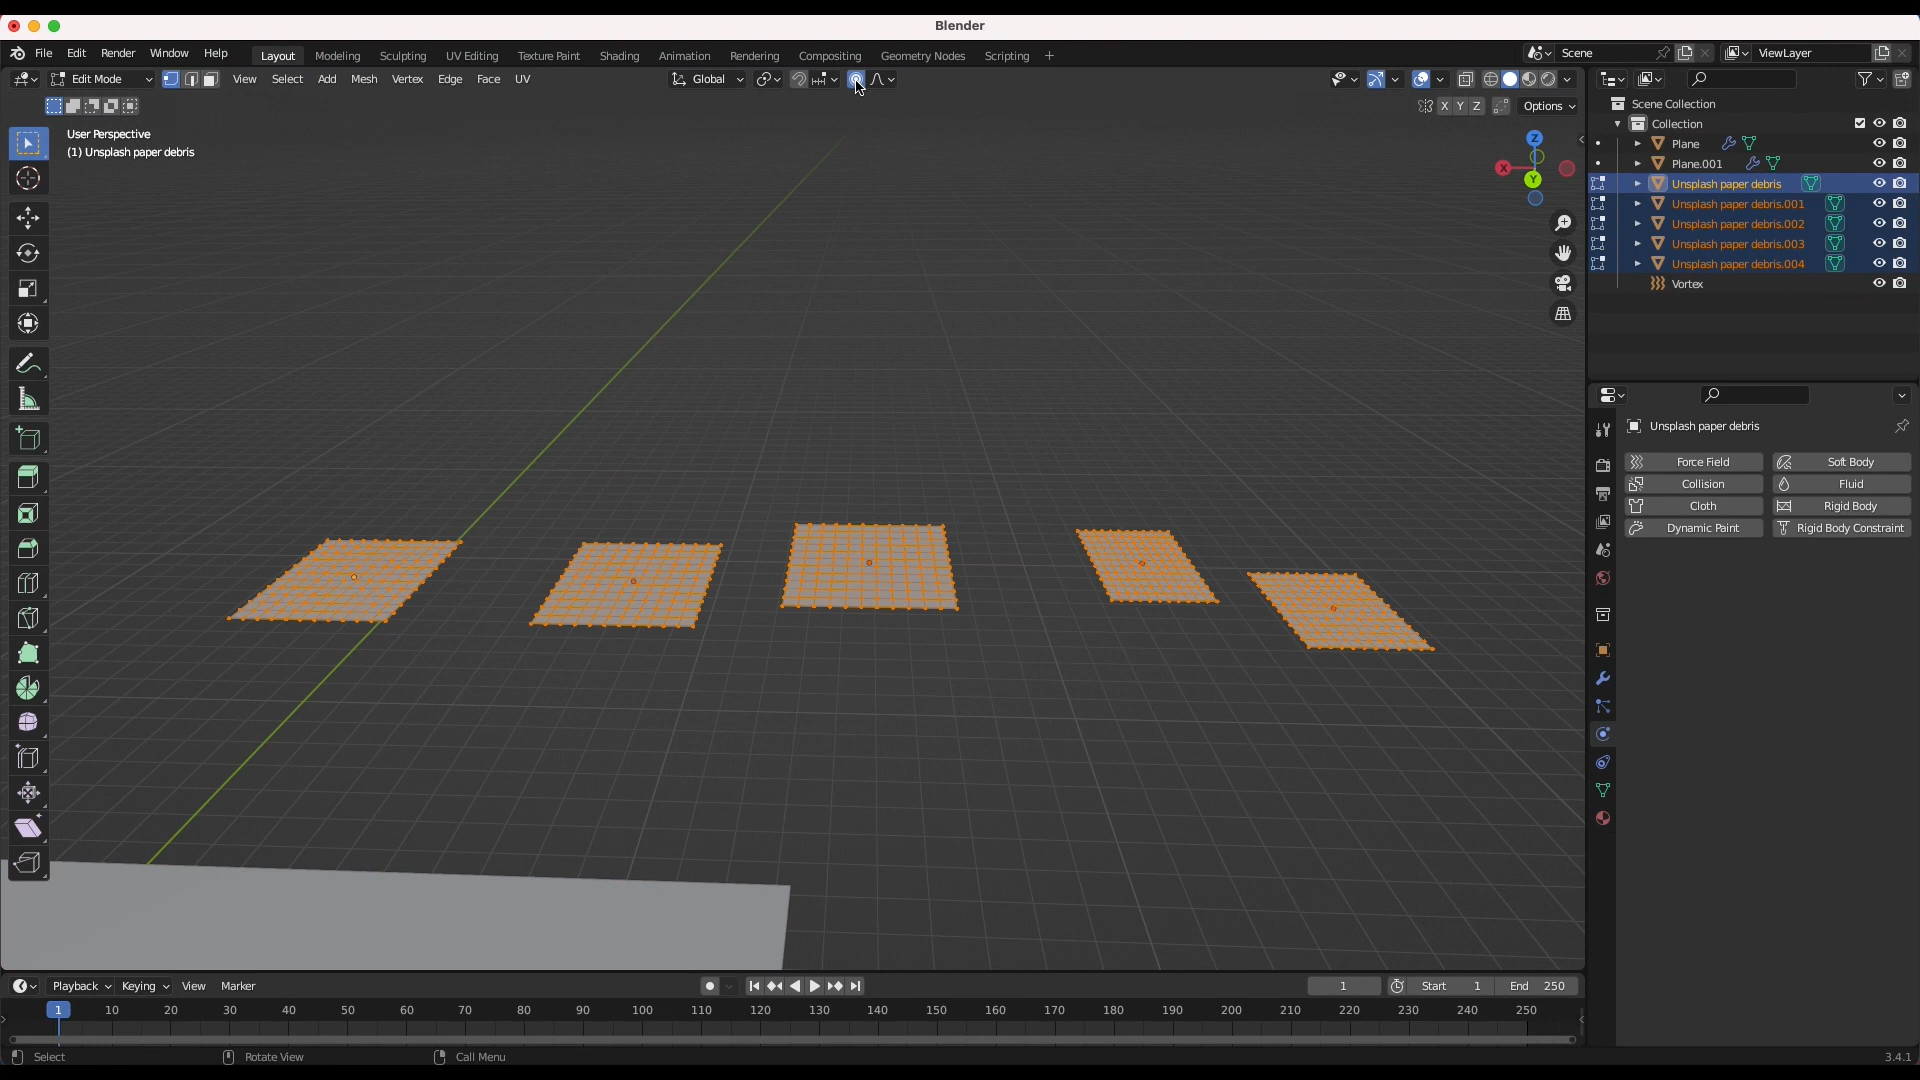 Blender
File Edit Render Window Help Layout Modeling Sculpting UV Editing Texture Paint Shading Animation Rendering Compositing Geometry Nodes Scripting + Scene ViewLayer
Edit Mode View Select Add Mesh Vertex Edge Face UV Global
X Y Z Options
User Perspective
(1) Unsplash paper debris
Z
X
Y
Scene Collection
Collection
Plane
Plane.001
Unsplash paper debris
Unsplash paper debris.001
Unsplash paper debris.002
Unsplash paper debris.003
Unsplash paper debris.004
Vortex
Unsplash paper debris
Force Field Soft Body
Collision Fluid
Cloth Rigid Body
Dynamic Paint Rigid Body Constraint
Playback Keying View Marker 1 Start 1 End 250
1 10 20 30 40 50 60 70 80 90 100 110 120 130 140 150 160 170 180 190 200 210 220 230 240 250
Select Rotate View Call Menu 3.4.1